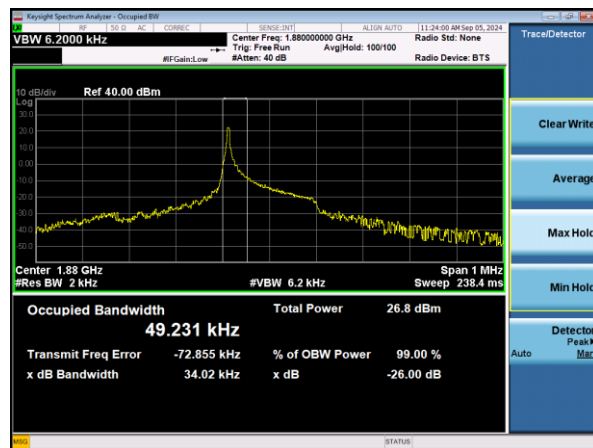 Keysight Spectrum Analyzer - Occupied BW
RF 50 Ω AC CORREC SENSE:INT ALIGN AUTO 11:24:00 AM Sep 05, 2024
VBW 6.2000 kHz
Center Freq: 1.880000000 GHz Radio Std: None
Trig: Free Run Avg|Hold: 100/100
#IFGain:Low #Atten: 40 dB Radio Device: BTS
10 dB/div Ref 40.00 dBm
Log
30.0
20.0
10.0
0.00
-10.0
-20.0
-30.0
-40.0
-50.0
Center 1.88 GHz Span 1 MHz
#Res BW 2 kHz #VBW 6.2 kHz Sweep 238.4 ms
Occupied Bandwidth Total Power 26.8 dBm
49.231 kHz
Transmit Freq Error -72.855 kHz % of OBW Power 99.00 %
x dB Bandwidth 34.02 kHz x dB -26.00 dB
MSG STATUS
Trace/Detector
Clear Write
Average
Max Hold
Min Hold
Detector
Peak
Auto Man